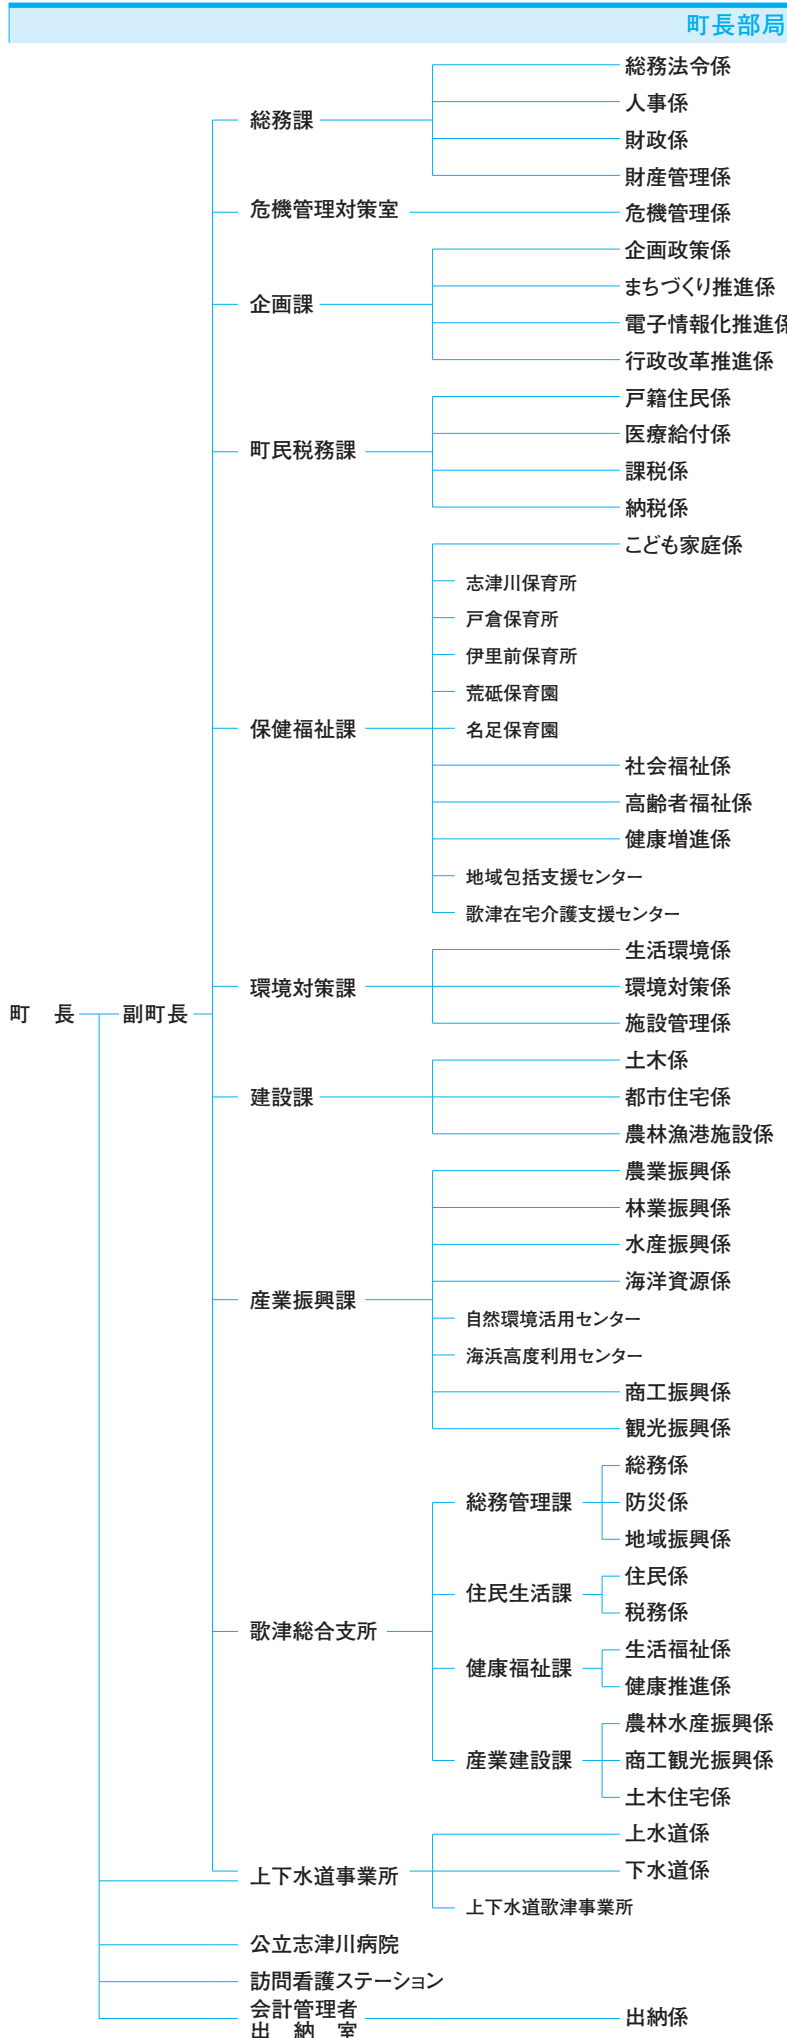 町長部局
総務課
総務法令係
人事係
財政係
財産管理係
危機管理対策室
危機管理係
企画課
企画政策係
まちづくり推進係
電子情報化推進係
行政改革推進係
町民税務課
戸籍住民係
医療給付係
課税係
納税係
保健福祉課
こども家庭係
志津川保育所
戸倉保育所
伊里前保育所
荒砥保育園
名足保育園
社会福祉係
高齢者福祉係
健康増進係
地域包括支援センター
歌津在宅介護支援センター
町　長
副町長
環境対策課
生活環境係
環境対策係
施設管理係
建設課
土木係
都市住宅係
農林漁港施設係
産業振興課
農業振興係
林業振興係
水産振興係
海洋資源係
自然環境活用センター
海浜高度利用センター
商工振興係
観光振興係
歌津総合支所
総務管理課
総務係
防災係
地域振興係
住民生活課
住民係
税務係
健康福祉課
生活福祉係
健康推進係
産業建設課
農林水産振興係
商工観光振興係
土木住宅係
上下水道事業所
上水道係
下水道係
上下水道歌津事業所
公立志津川病院
訪問看護ステーション
会計管理者
出　納　室
出納係